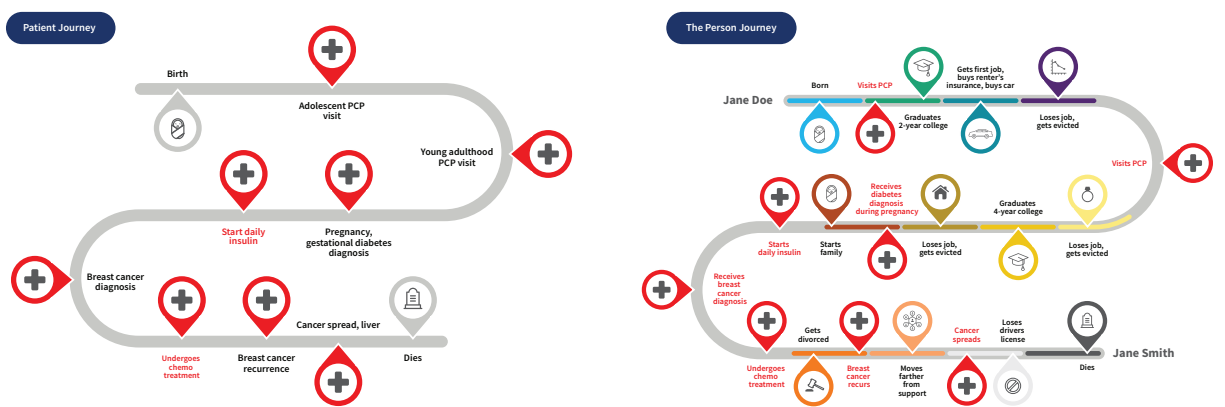 Patient Journey
Birth
Adolescent PCP
visit
Young adulthood
PCP visit
Pregnancy,
gestational diabetes
diagnosis
Start daily
insulin
Breast cancer
diagnosis
Undergoes
chemo
treatment
Breast cancer
recurrence
Cancer spread, liver
Dies
The Person Journey
Jane Doe
Born
Visits PCP
Graduates
2-year college
Gets first job,
buys renter's
insurance, buys car
Loses job,
gets evicted
Visits PCP
Loses job,
gets evicted
Graduates
4-year college
Loses job,
gets evicted
Receives
diabetes
diagnosis
during pregnancy
Starts
family
Starts
daily insulin
Receives
breast
cancer
diagnosis
Undergoes
chemo
treatment
Gets
divorced
Breast
cancer
recurs
Moves
farther
from
support
Cancer
spreads
Loses
drivers
license
Dies
Jane Smith